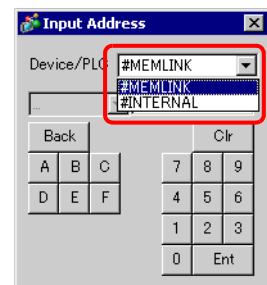 Input Address
Device/PLC #MEMLINK
#MEMLINK
#INTERNAL
...
Back Clr
A B C 7 8 9
D E F 4 5 6
1 2 3
0 Ent